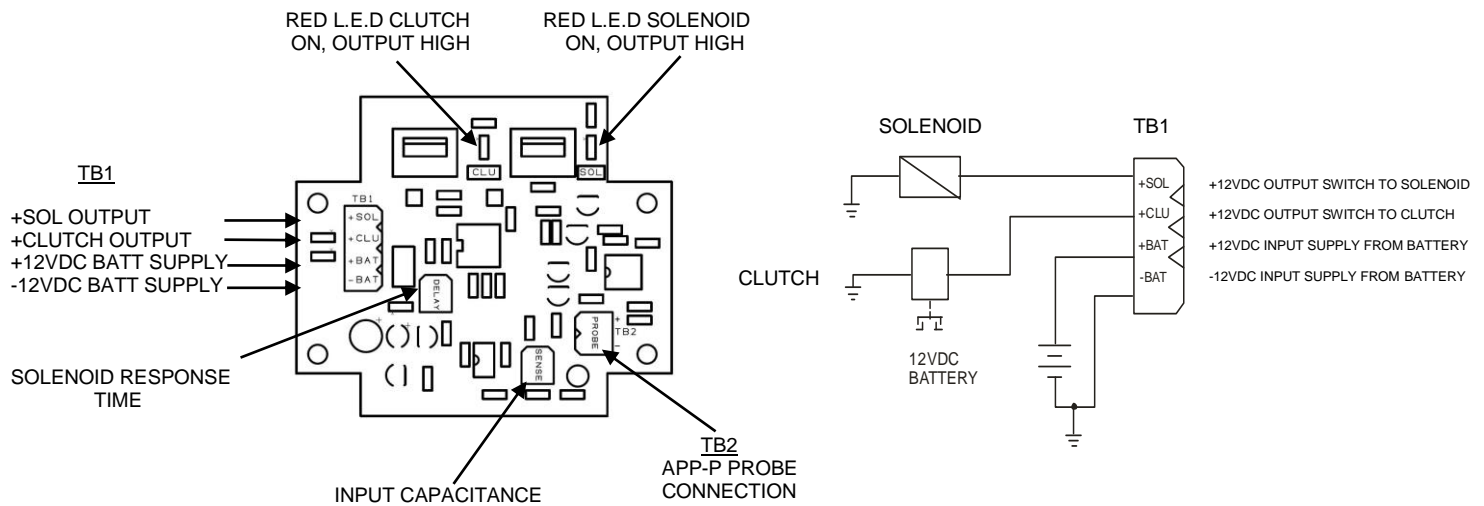 RED L.E.D CLUTCH
ON, OUTPUT HIGH
RED L.E.D SOLENOID
ON, OUTPUT HIGH
TB1
+SOL OUTPUT
+CLUTCH OUTPUT
+12VDC BATT SUPPLY
-12VDC BATT SUPPLY
SOLENOID RESPONSE
TIME
INPUT CAPACITANCE
TB2
APP-P PROBE
CONNECTION
CLU
SOL
TB1
+SOL
+CLU
+BAT
-BAT
DELAY
SENSE
PROBE
+
TB2
-
SOLENOID
TB1
+SOL
+12VDC OUTPUT SWITCH TO SOLENOID
+CLU
+12VDC OUTPUT SWITCH TO CLUTCH
+BAT
+12VDC INPUT SUPPLY FROM BATTERY
-BAT
-12VDC INPUT SUPPLY FROM BATTERY
CLUTCH
12VDC
BATTERY